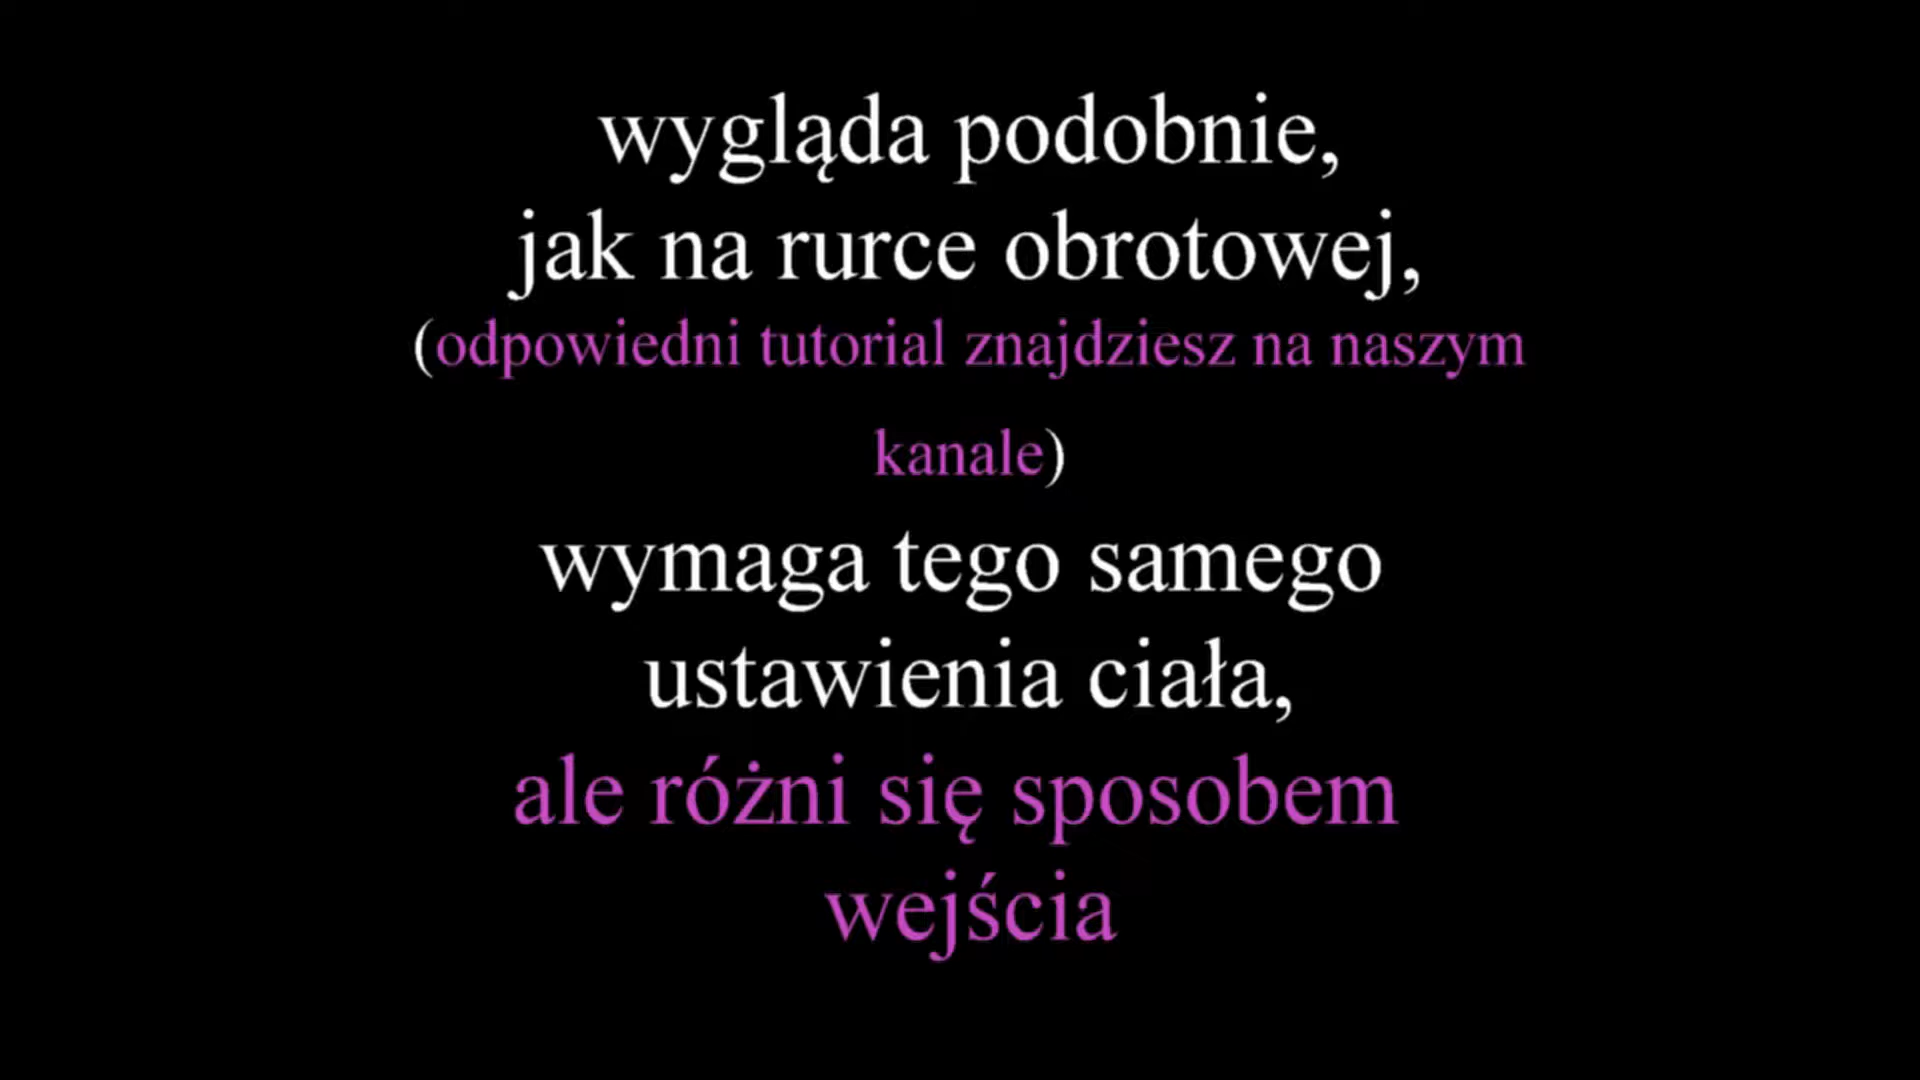 wygląda podobnie,
jak na rurce obrotowej,
(odpowiedni tutorial znajdziesz na naszym
kanale)
wymaga tego samego
ustawienia ciała,
ale różni się sposobem
wejścia